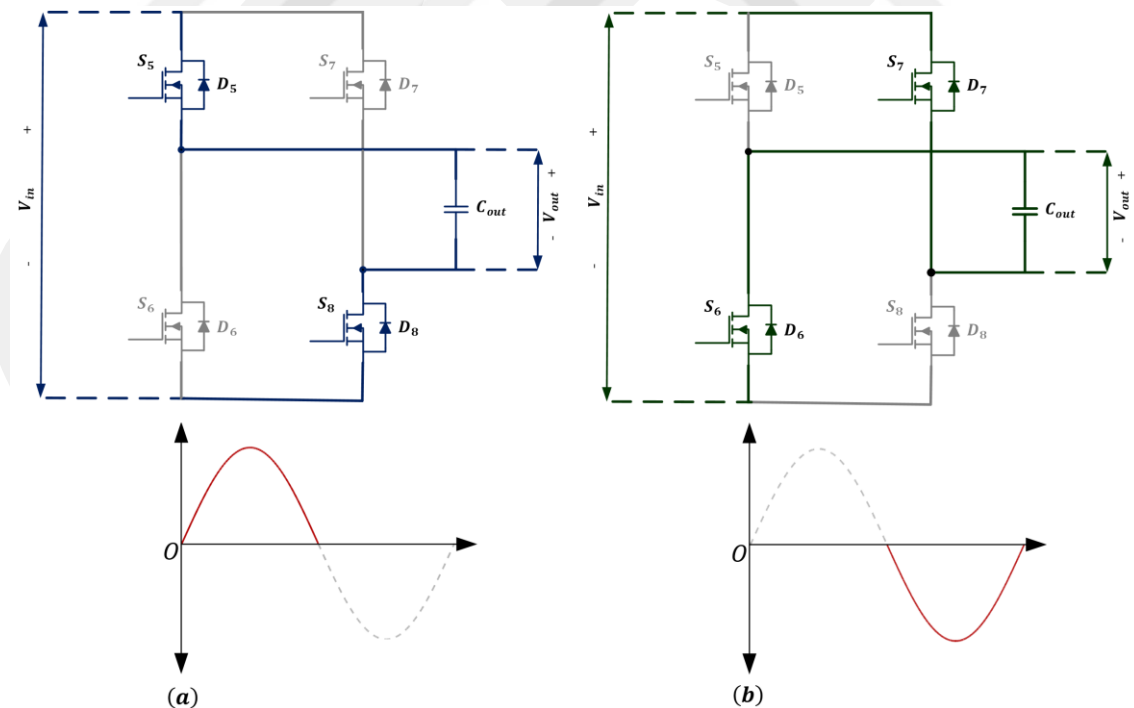 S5
D5
S7
D7
+
Vin
-
Cout
+
Vout
-
S6
D6
S8
D8
O
(a)
S5
D5
S7
D7
+
Vin
-
Cout
+
Vout
-
S6
D6
S8
D8
O
(b)